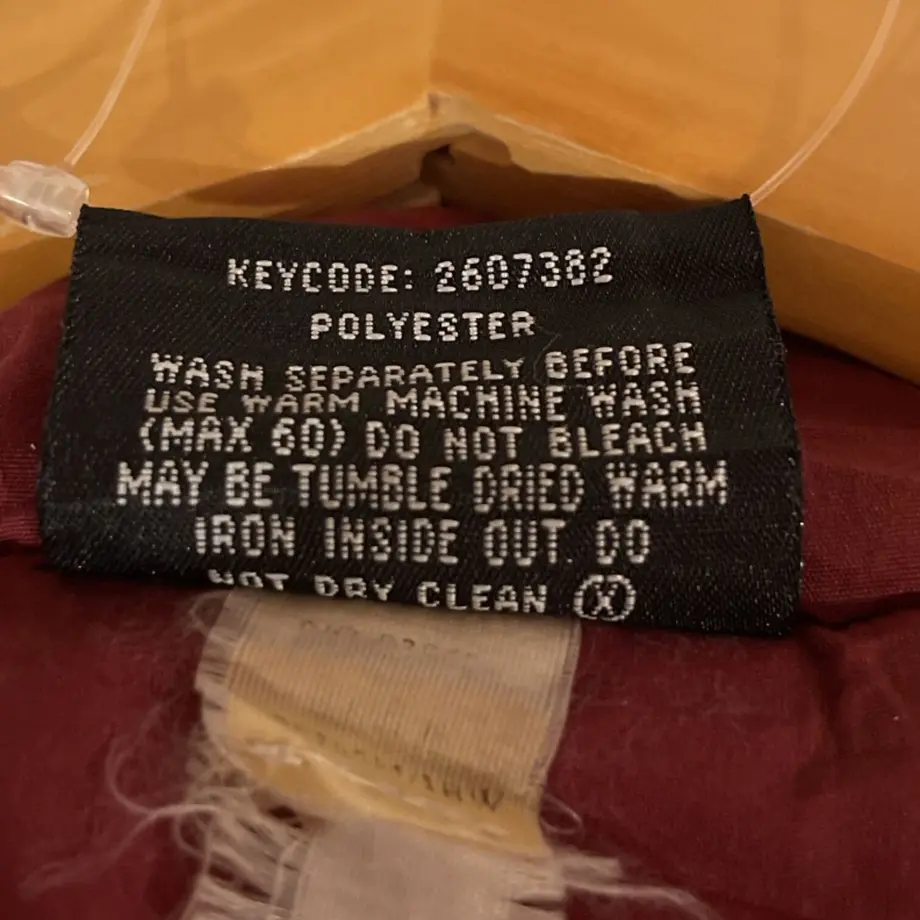 KEYCODE: 2607382
POLYESTER
WASH SEPARATELY BEFORE
USE WARM MACHINE WASH
(MAX 60) DO NOT BLEACH
MAY BE TUMBLE DRIED WARM
IRON INSIDE OUT. DO
NOT DRY CLEAN (X)